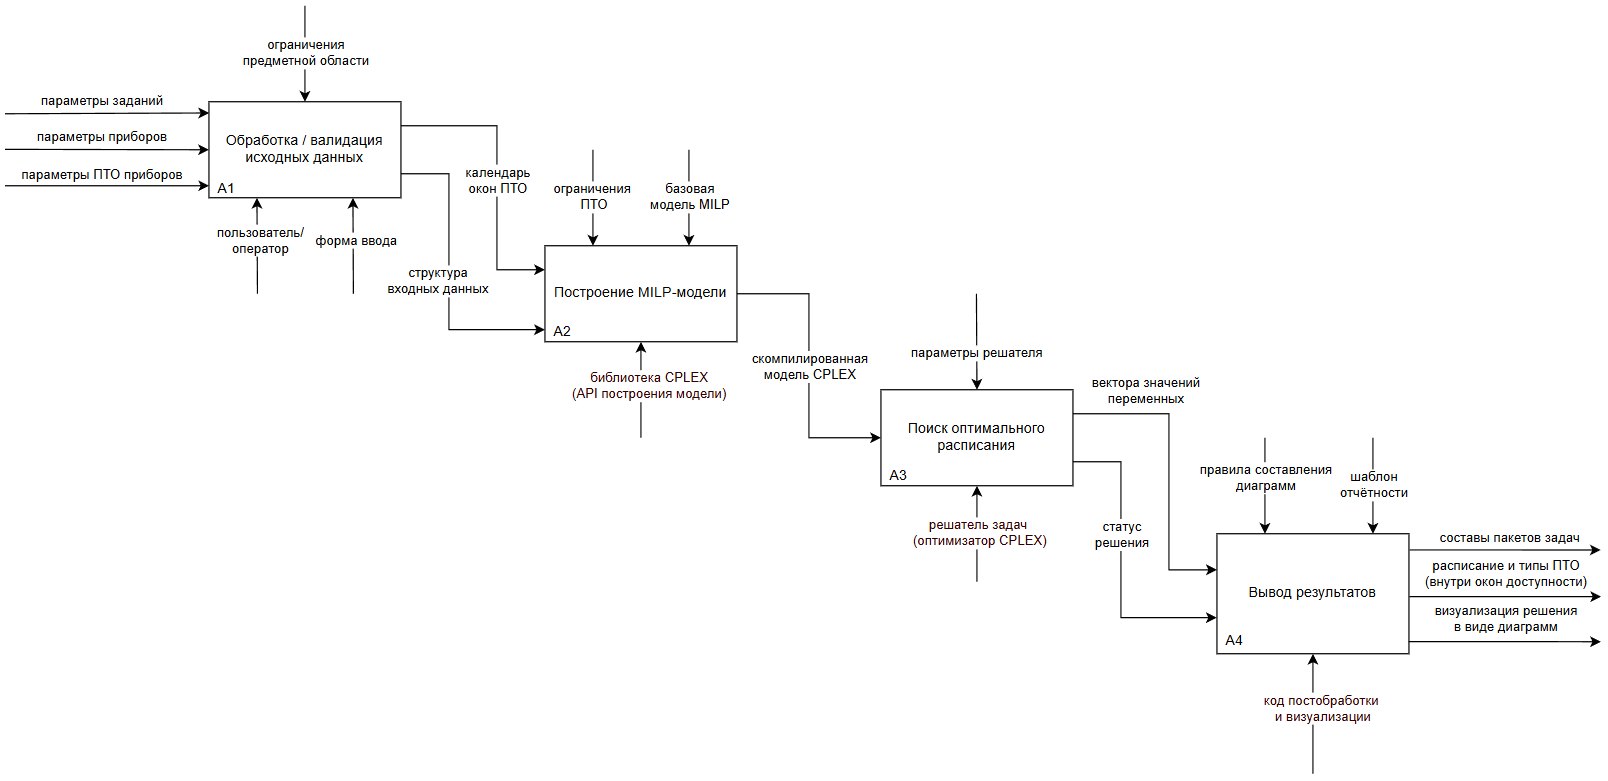 ограничения
предметной области
параметры заданий
параметры приборов
параметры ПТО приборов
Обработка / валидация
исходных данных
А1
пользователь/
оператор
форма ввода
календарь
окон ПТО
структура
входных данных
ограничения
ПТО
базовая
модель MILP
Построение MILP-модели
А2
библиотека CPLEX
(API построения модели)
скомпилированная
модель CPLEX
параметры решателя
Поиск оптимального
расписания
А3
решатель задач
(оптимизатор CPLEX)
вектора значений
переменных
статус
решения
правила составления
диаграмм
шаблон
отчётности
Вывод результатов
А4
код постобработки
и визуализации
составы пакетов задач
расписание и типы ПТО
(внутри окон доступности)
визуализация решения
в виде диаграмм